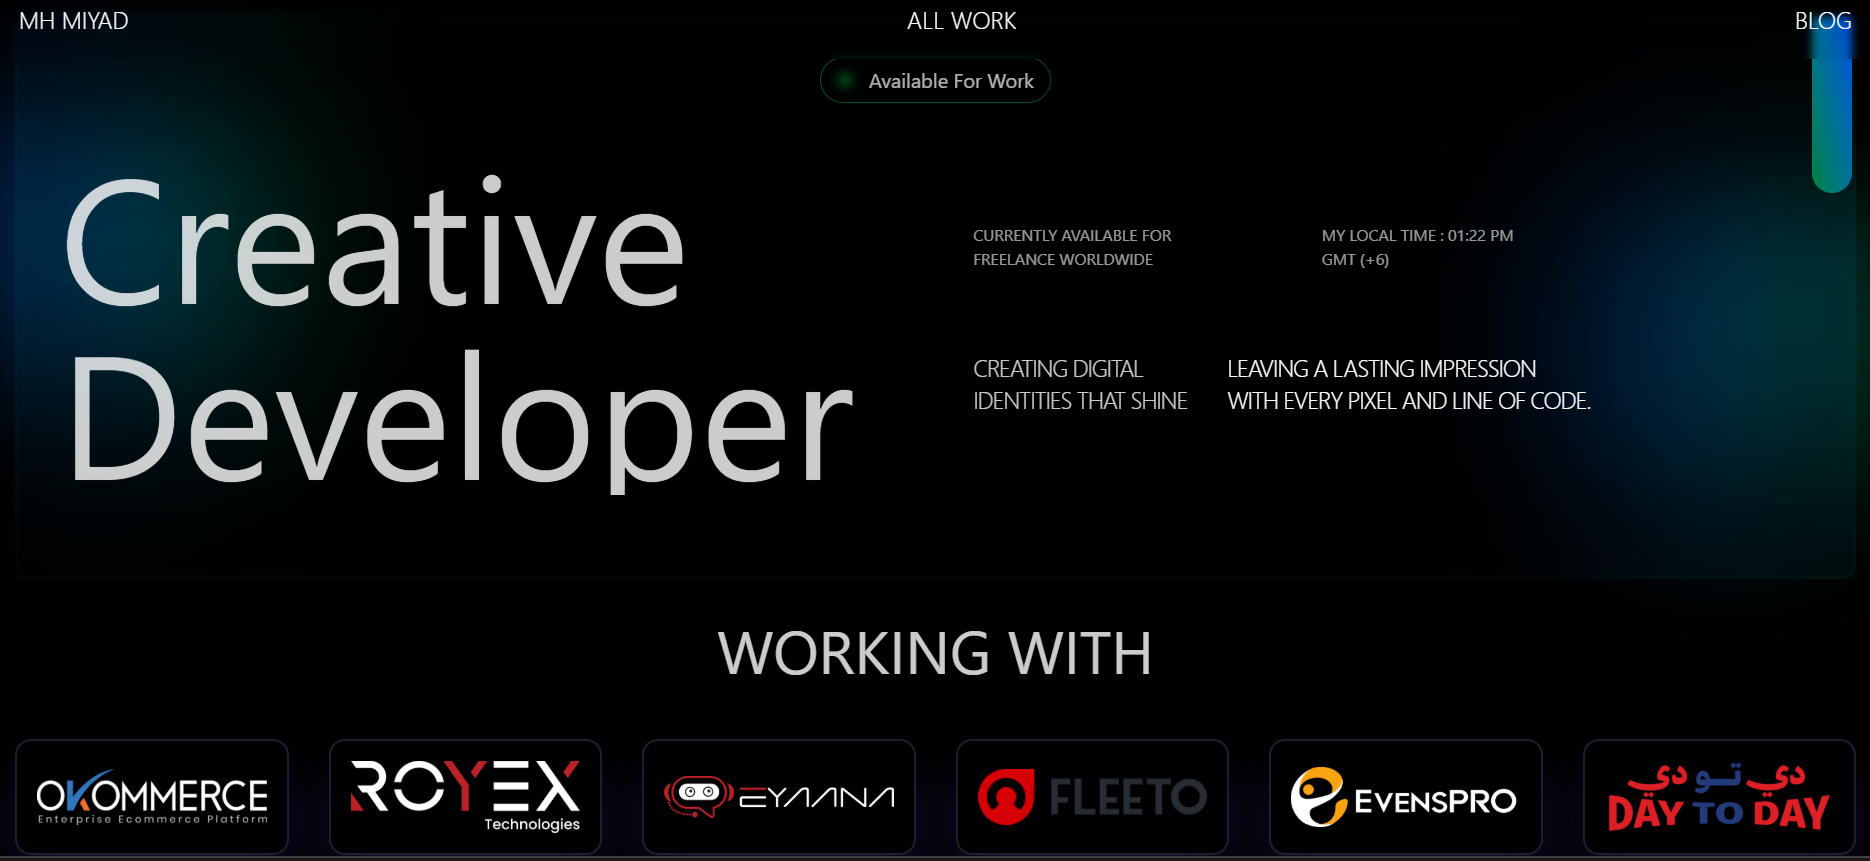 MH MIYAD
ALL WORK
BLOG
Available For Work
Creative
Developer
CURRENTLY AVAILABLE FOR
FREELANCE WORLDWIDE
MY LOCAL TIME : 01:22 PM
GMT (+6)
CREATING DIGITAL
IDENTITIES THAT SHINE
LEAVING A LASTING IMPRESSION
WITH EVERY PIXEL AND LINE OF CODE.
WORKING WITH
OKOMMERCE
Enterprise Ecommerce Platform
ROYEX
Technologies
EYAANA
FLEETO
EVENSPRO
دي تو دي
DAY TO DAY